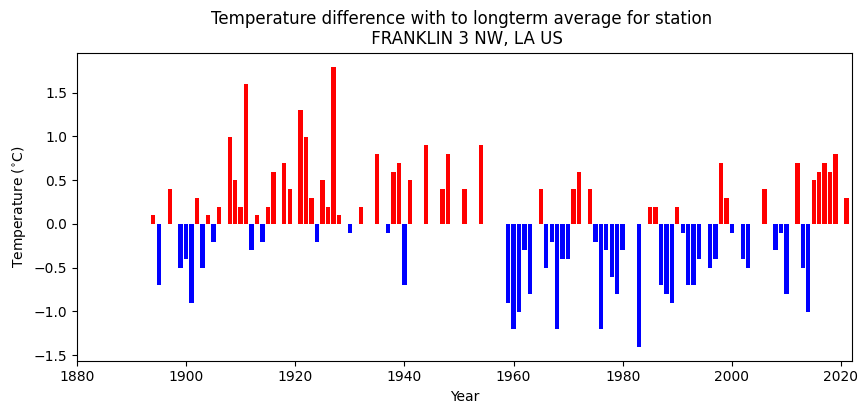 Temperature difference with to longterm average for station
FRANKLIN 3 NW, LA US
Temperature (°C)
1.5
1.0
0.5
0.0
−0.5
−1.0
−1.5
1880 1900 1920 1940 1960 1980 2000 2020
Year